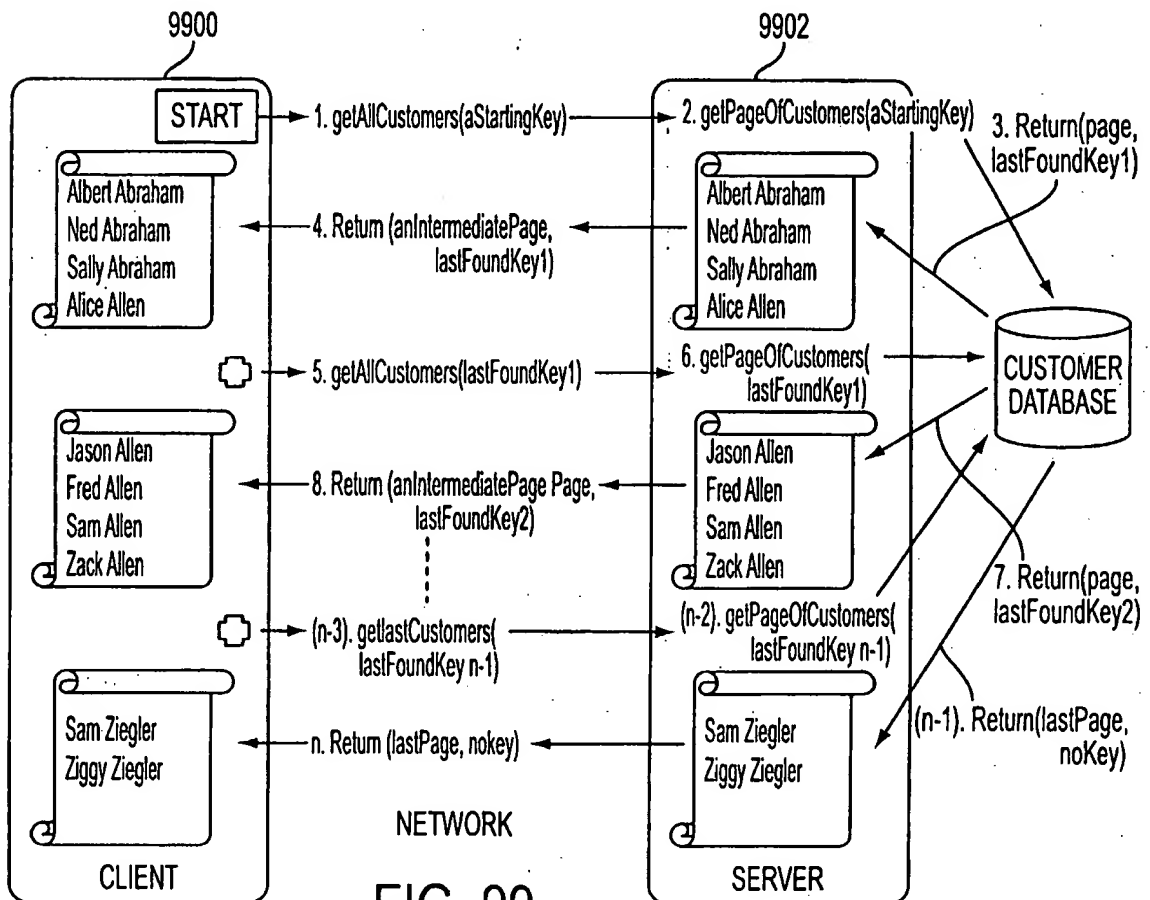 9900
9902
START
1. getAllCustomers(aStartingKey)
2. getPageOfCustomers(aStartingKey)
3. Return(page,
lastFoundKey1)
Albert Abraham
Ned Abraham
Sally Abraham
Alice Allen
4. Return (anIntermediatePage,
lastFoundKey1)
Albert Abraham
Ned Abraham
Sally Abraham
Alice Allen
5. getAllCustomers(lastFoundKey1)
6. getPageOfCustomers(
lastFoundKey1)
CUSTOMER
DATABASE
Jason Allen
Fred Allen
Sam Allen
Zack Allen
8. Return (anIntermediatePage Page,
lastFoundKey2)
Jason Allen
Fred Allen
Sam Allen
Zack Allen
7. Return(page,
lastFoundKey2)
(n-3). getlastCustomers(
lastFoundKey n-1)
(n-2). getPageOfCustomers(
lastFoundKey n-1)
(n-1). Return(lastPage,
noKey)
Sam Ziegler
Ziggy Ziegler
n. Return (lastPage, nokey)
Sam Ziegler
Ziggy Ziegler
NETWORK
CLIENT
SERVER
FIG. 99